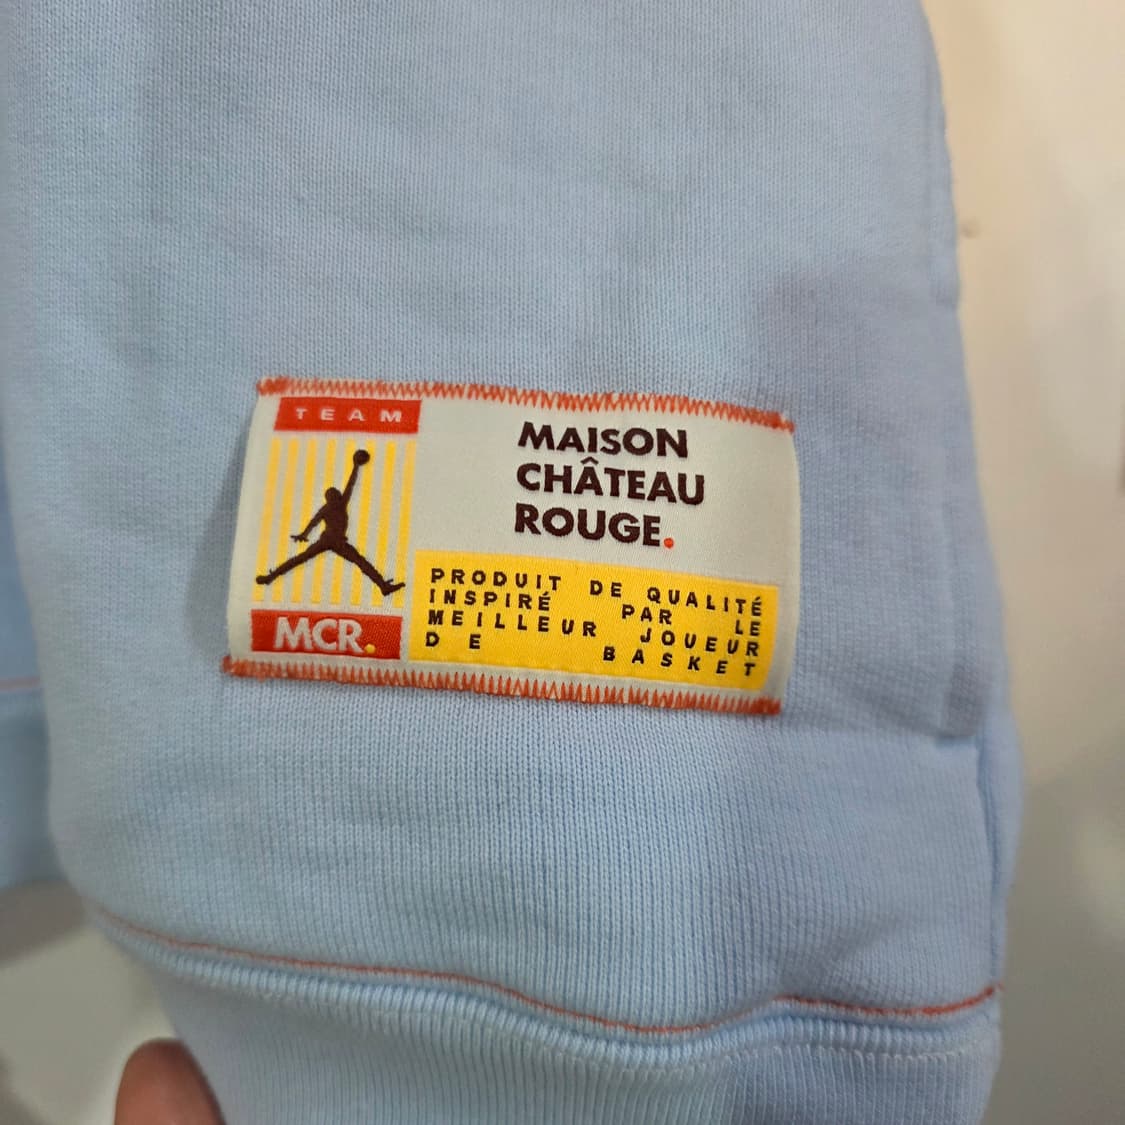 TEAM
MCR.
MAISON
CHÂTEAU
ROUGE.
PRODUIT DE QUALITÉ
INSPIRÉ PAR LE
MEILLEUR JOUEUR
DE BASKET